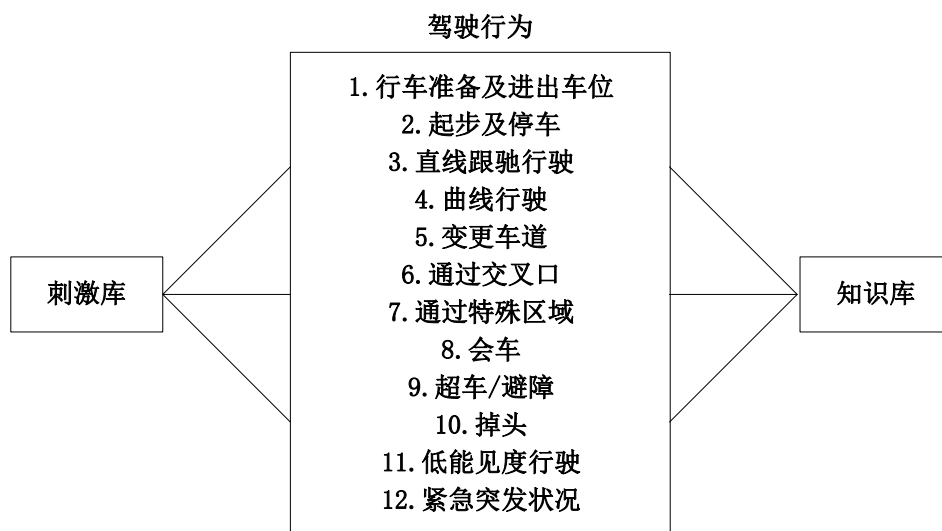 驾驶行为
1.行车准备及进出车位
2.起步及停车
3.直线跟驰行驶
4.曲线行驶
5.变更车道
6.通过交叉口
7.通过特殊区域
8.会车
9.超车/避障
10.掉头
11.低能见度行驶
12.紧急突发状况
刺激库
知识库